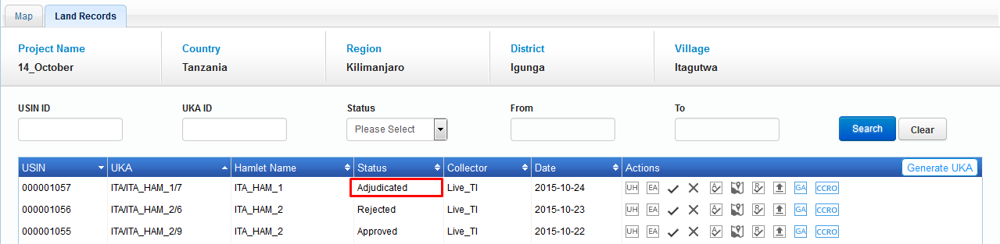 Map Land Records
Project Name Country Region District Village
14_October Tanzania Kilimanjaro Igunga Itagutwa
USIN ID UKA ID Status From To
Please Select Search Clear
USIN UKA Hamlet Name Status Collector Date Actions Generate UKA
000001057 ITA/ITA_HAM_1/7 ITA_HAM_1 Adjudicated Live_TI 2015-10-24 UH EA A R GA CCRO
000001056 ITA/ITA_HAM_2/6 ITA_HAM_2 Rejected Live_TI 2015-10-23 UH EA A R GA CCRO
000001055 ITA/ITA_HAM_2/9 ITA_HAM_2 Approved Live_TI 2015-10-22 UH EA A R GA CCRO